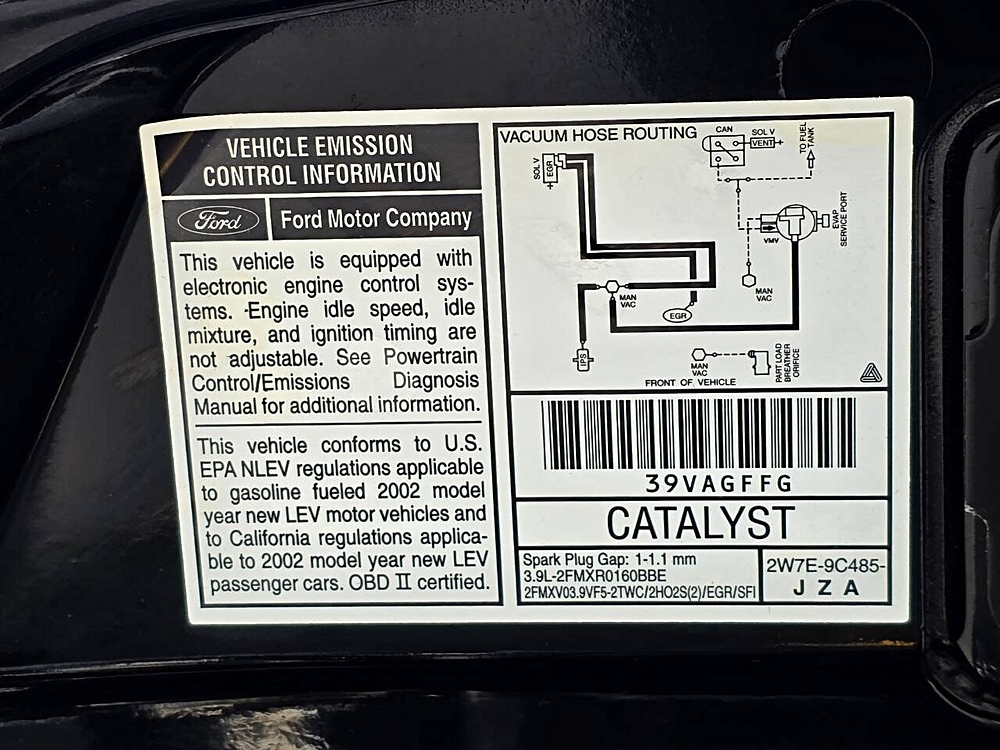 VEHICLE EMISSION
CONTROL INFORMATION
Ford
Ford Motor Company
This vehicle is equipped with
electronic engine control sys-
tems. Engine idle speed, idle
mixture, and ignition timing are
not adjustable. See Powertrain
Control/Emissions Diagnosis
Manual for additional information.
This vehicle conforms to U.S.
EPA NLEV regulations applicable
to gasoline fueled 2002 model
year new LEV motor vehicles and
to California regulations applica-
ble to 2002 model year new LEV
passenger cars. OBD II certified.
VACUUM HOSE ROUTING
CAN
SOL V
VENT
+
TO FUEL
TANK
SOL V
EGR
+
EVAP
SERVICE PORT
VMV
MAN
VAC
MAN
VAC
EGR
IPS
MAN
VAC
PART LOAD
BREATHER
ORIFICE
FRONT OF VEHICLE
39VAGFFG
CATALYST
Spark Plug Gap: 1-1.1 mm
3.9L-2FMXR0160BBE
2FMXV03.9VF5-2TWC/2HO2S(2)/EGR/SFI
2W7E-9C485-
J Z A